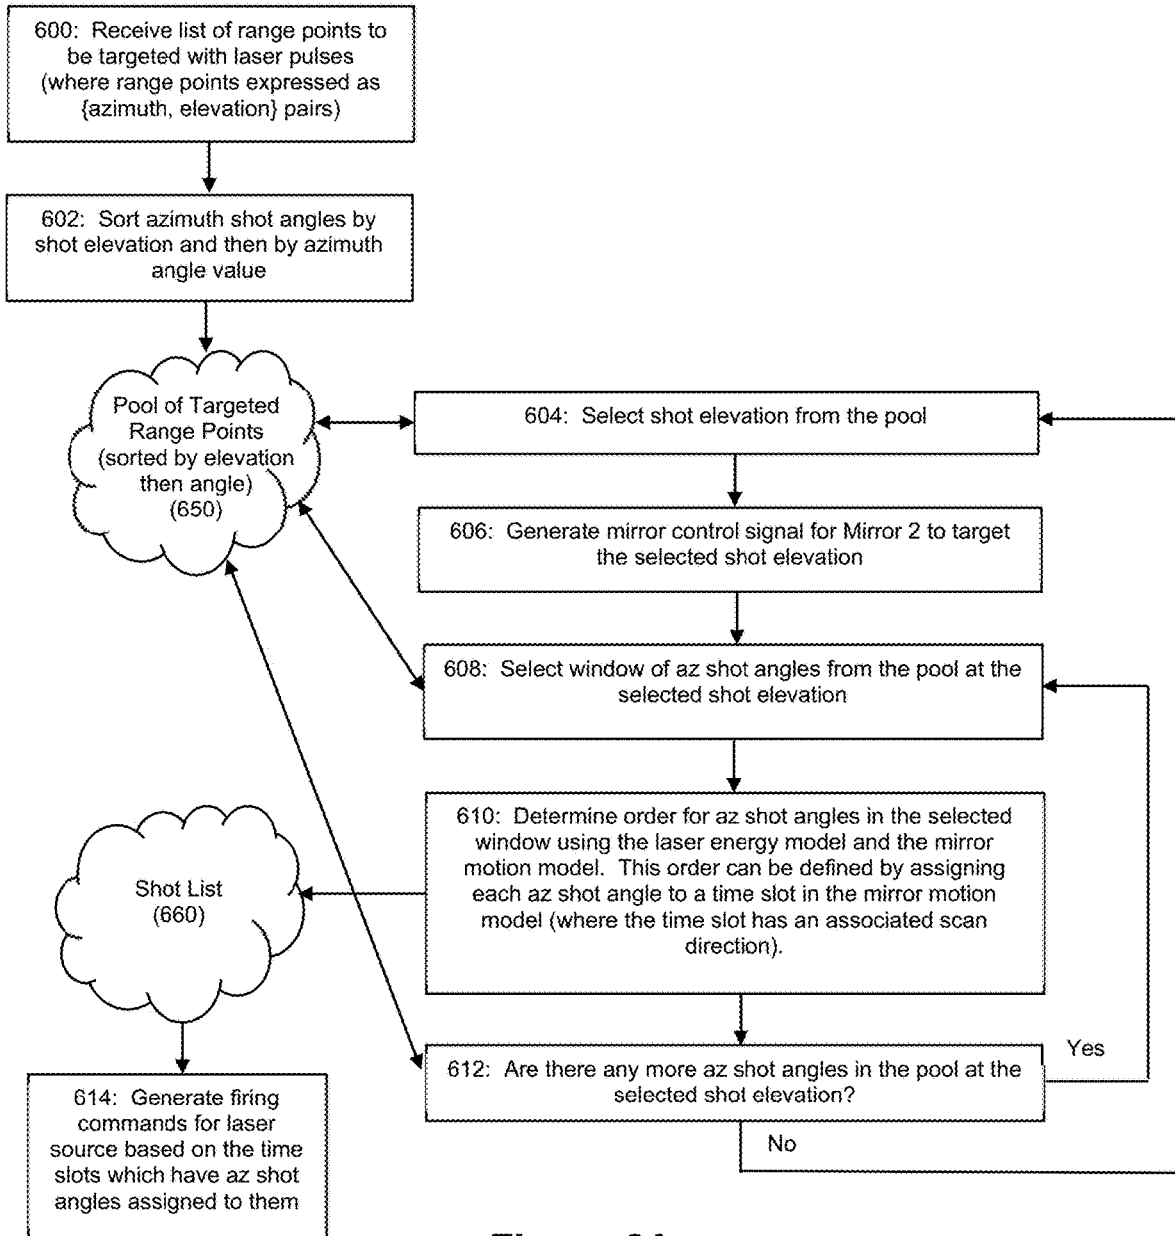 600: Receive list of range points to
be targeted with laser pulses
(where range points expressed as
{azimuth, elevation} pairs)
602: Sort azimuth shot angles by
shot elevation and then by azimuth
angle value
Pool of Targeted
Range Points
(sorted by elevation
then angle)
(650)
604: Select shot elevation from the pool
606: Generate mirror control signal for Mirror 2 to target
the selected shot elevation
608: Select window of az shot angles from the pool at the
selected shot elevation
610: Determine order for az shot angles in the selected
window using the laser energy model and the mirror
motion model. This order can be defined by assigning
each az shot angle to a time slot in the mirror motion
model (where the time slot has an associated scan
direction).
Shot List
(660)
612: Are there any more az shot angles in the pool at the
selected shot elevation?
Yes
No
614: Generate firing
commands for laser
source based on the time
slots which have az shot
angles assigned to them